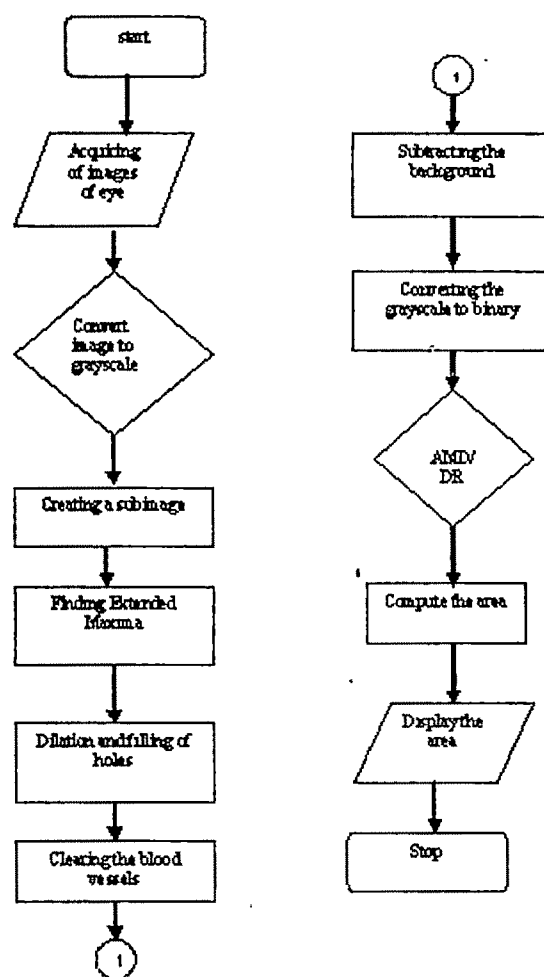 start
Acquiring
of images
of eye
Convert
image to
grayscale
Creating a subimage
Finding Extended
Maxima
Dilation and filling of
holes
Clearing the blood
vessels
1
1
Subtracting the
background
Converting the
grayscale to binary
AMD/
DR
Compute the area
Display the
area
Stop